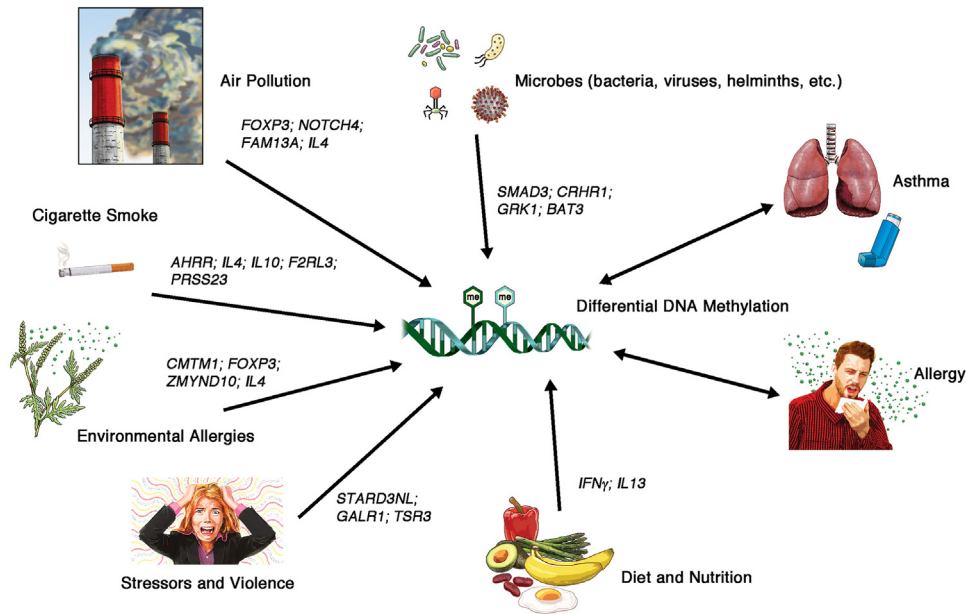 Air Pollution
FOXP3; NOTCH4;
FAM13A; IL4
Microbes (bacteria, viruses, helminths, etc.)
SMAD3; CRHR1;
GRK1; BAT3
Asthma
Cigarette Smoke
AHRR; IL4; IL10; F2RL3;
PRSS23
me
me
Differential DNA Methylation
CMTM1; FOXP3;
ZMYND10; IL4
Environmental Allergies
Allergy
STARD3NL;
GALR1; TSR3
Stressors and Violence
IFNγ; IL13
Diet and Nutrition